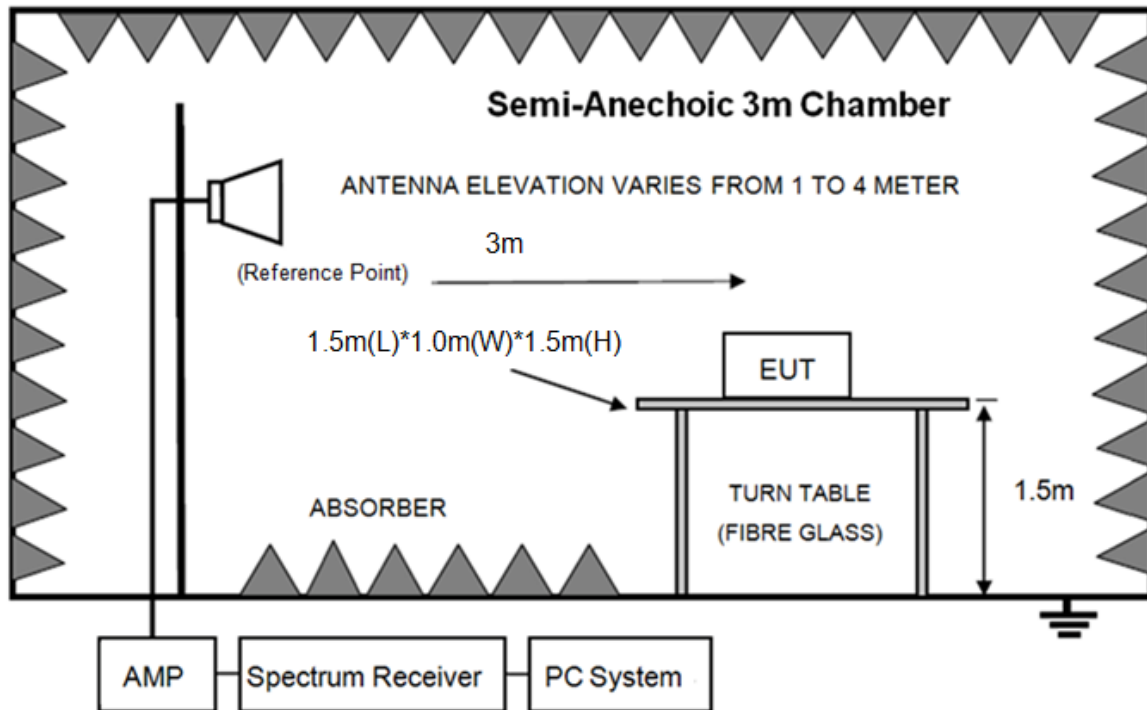 Semi-Anechoic 3m Chamber
ANTENNA ELEVATION VARIES FROM 1 TO 4 METER
3m
(Reference Point)
1.5m(L)*1.0m(W)*1.5m(H)
EUT
ABSORBER
TURN TABLE
(FIBRE GLASS)
1.5m
AMP
Spectrum Receiver
PC System